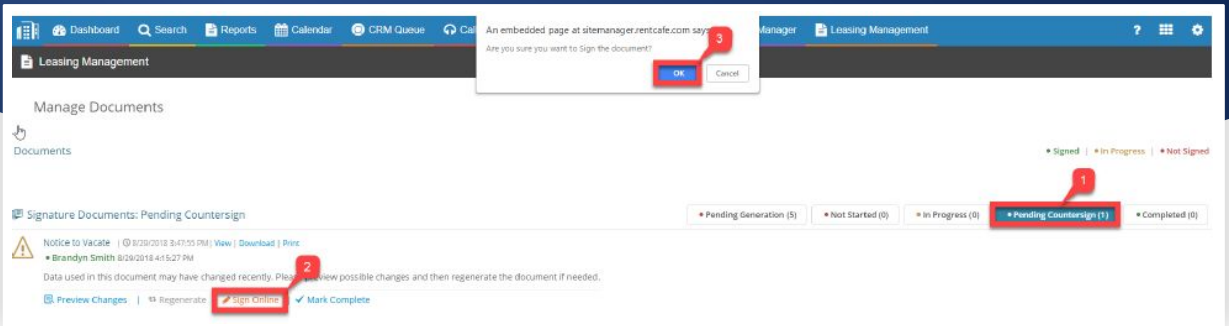 Dashboard Search Reports Calendar CRM Queue Cal Manager Leasing Management ?
An embedded page at sitemanager.rentcafe.com says
Are you sure you want to Sign the document?
3
OK Cancel
Leasing Management
Manage Documents
Documents
Signed | In Progress | Not Signed
1
Signature Documents: Pending Countersign
Pending Generation (5) Not Started (0) In Progress (0) Pending Countersign (1) Completed (0)
Notice to Vacate | 8/29/2018 3:47:55 PM | View | Download | Print
Brandyn Smith 8/29/2018 4:15:27 PM
2
Data used in this document may have changed recently. Please view possible changes and then regenerate the document if needed.
Preview Changes | Regenerate Sign Online | Mark Complete